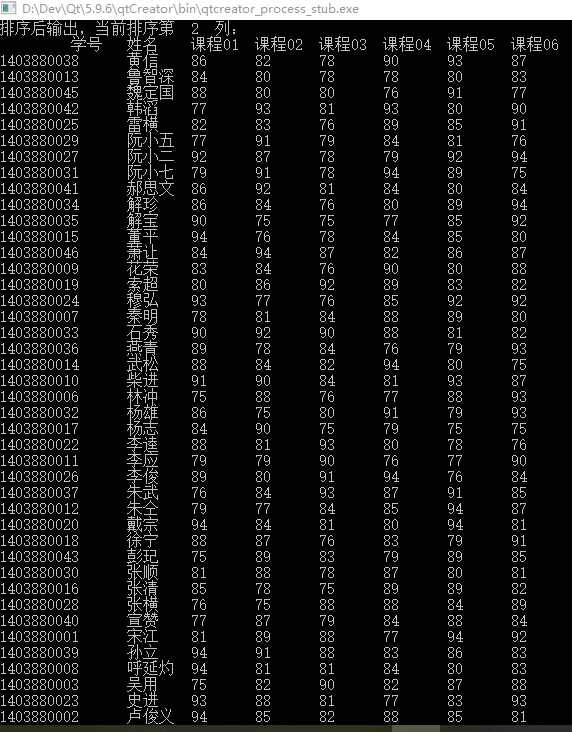 D:\Dev\Qt\5.9.6\qtCreator\bin\qtcreator_process_stub.exe
排序后输出，当前排序第 2 列：
学号 姓名 课程01 课程02 课程03 课程04 课程05 课程06
1403880038 黄信 86 82 78 90 93 87
1403880013 鲁智深 84 80 78 78 80 83
1403880045 魏定国 88 80 80 76 91 77
1403880042 韩滔 77 93 81 93 80 90
1403880025 雷横 82 83 76 89 85 91
1403880029 阮小五 77 91 79 84 81 76
1403880027 阮小二 92 87 78 79 92 94
1403880031 阮小七 79 91 78 94 89 75
1403880041 郝思文 86 92 81 84 80 84
1403880034 解珍 86 84 76 80 89 94
1403880035 解宝 90 75 75 77 85 92
1403880015 董平 94 76 78 84 85 80
1403880046 萧让 84 94 87 82 86 87
1403880009 花荣 83 84 76 90 80 88
1403880019 索超 80 86 92 89 83 82
1403880024 穆弘 93 77 76 85 92 92
1403880007 秦明 78 81 84 88 89 80
1403880033 石秀 90 92 90 88 81 82
1403880036 燕青 89 78 84 76 79 93
1403880014 武松 88 84 82 94 80 75
1403880010 柴进 91 90 84 81 93 87
1403880006 林冲 75 88 76 77 88 93
1403880032 杨雄 86 75 80 91 79 93
1403880017 杨志 84 90 75 79 75 75
1403880022 李逵 88 81 93 80 78 76
1403880011 李应 79 79 90 76 77 90
1403880026 李俊 89 80 91 94 76 84
1403880037 朱武 76 84 93 87 91 85
1403880012 朱仝 79 77 84 85 94 87
1403880020 戴宗 94 84 81 80 94 81
1403880018 徐宁 88 87 76 83 79 91
1403880043 彭玘 75 89 83 79 89 85
1403880030 张顺 81 88 78 87 80 81
1403880016 张清 85 78 75 89 89 82
1403880028 张横 76 75 88 88 84 89
1403880040 宣赞 77 87 79 84 88 84
1403880001 宋江 81 89 88 77 94 92
1403880039 孙立 94 91 88 83 86 83
1403880008 呼延灼 94 81 81 84 80 83
1403880003 吴用 75 82 90 82 87 88
1403880023 史进 93 88 81 77 83 93
1403880002 卢俊义 94 85 82 88 85 81